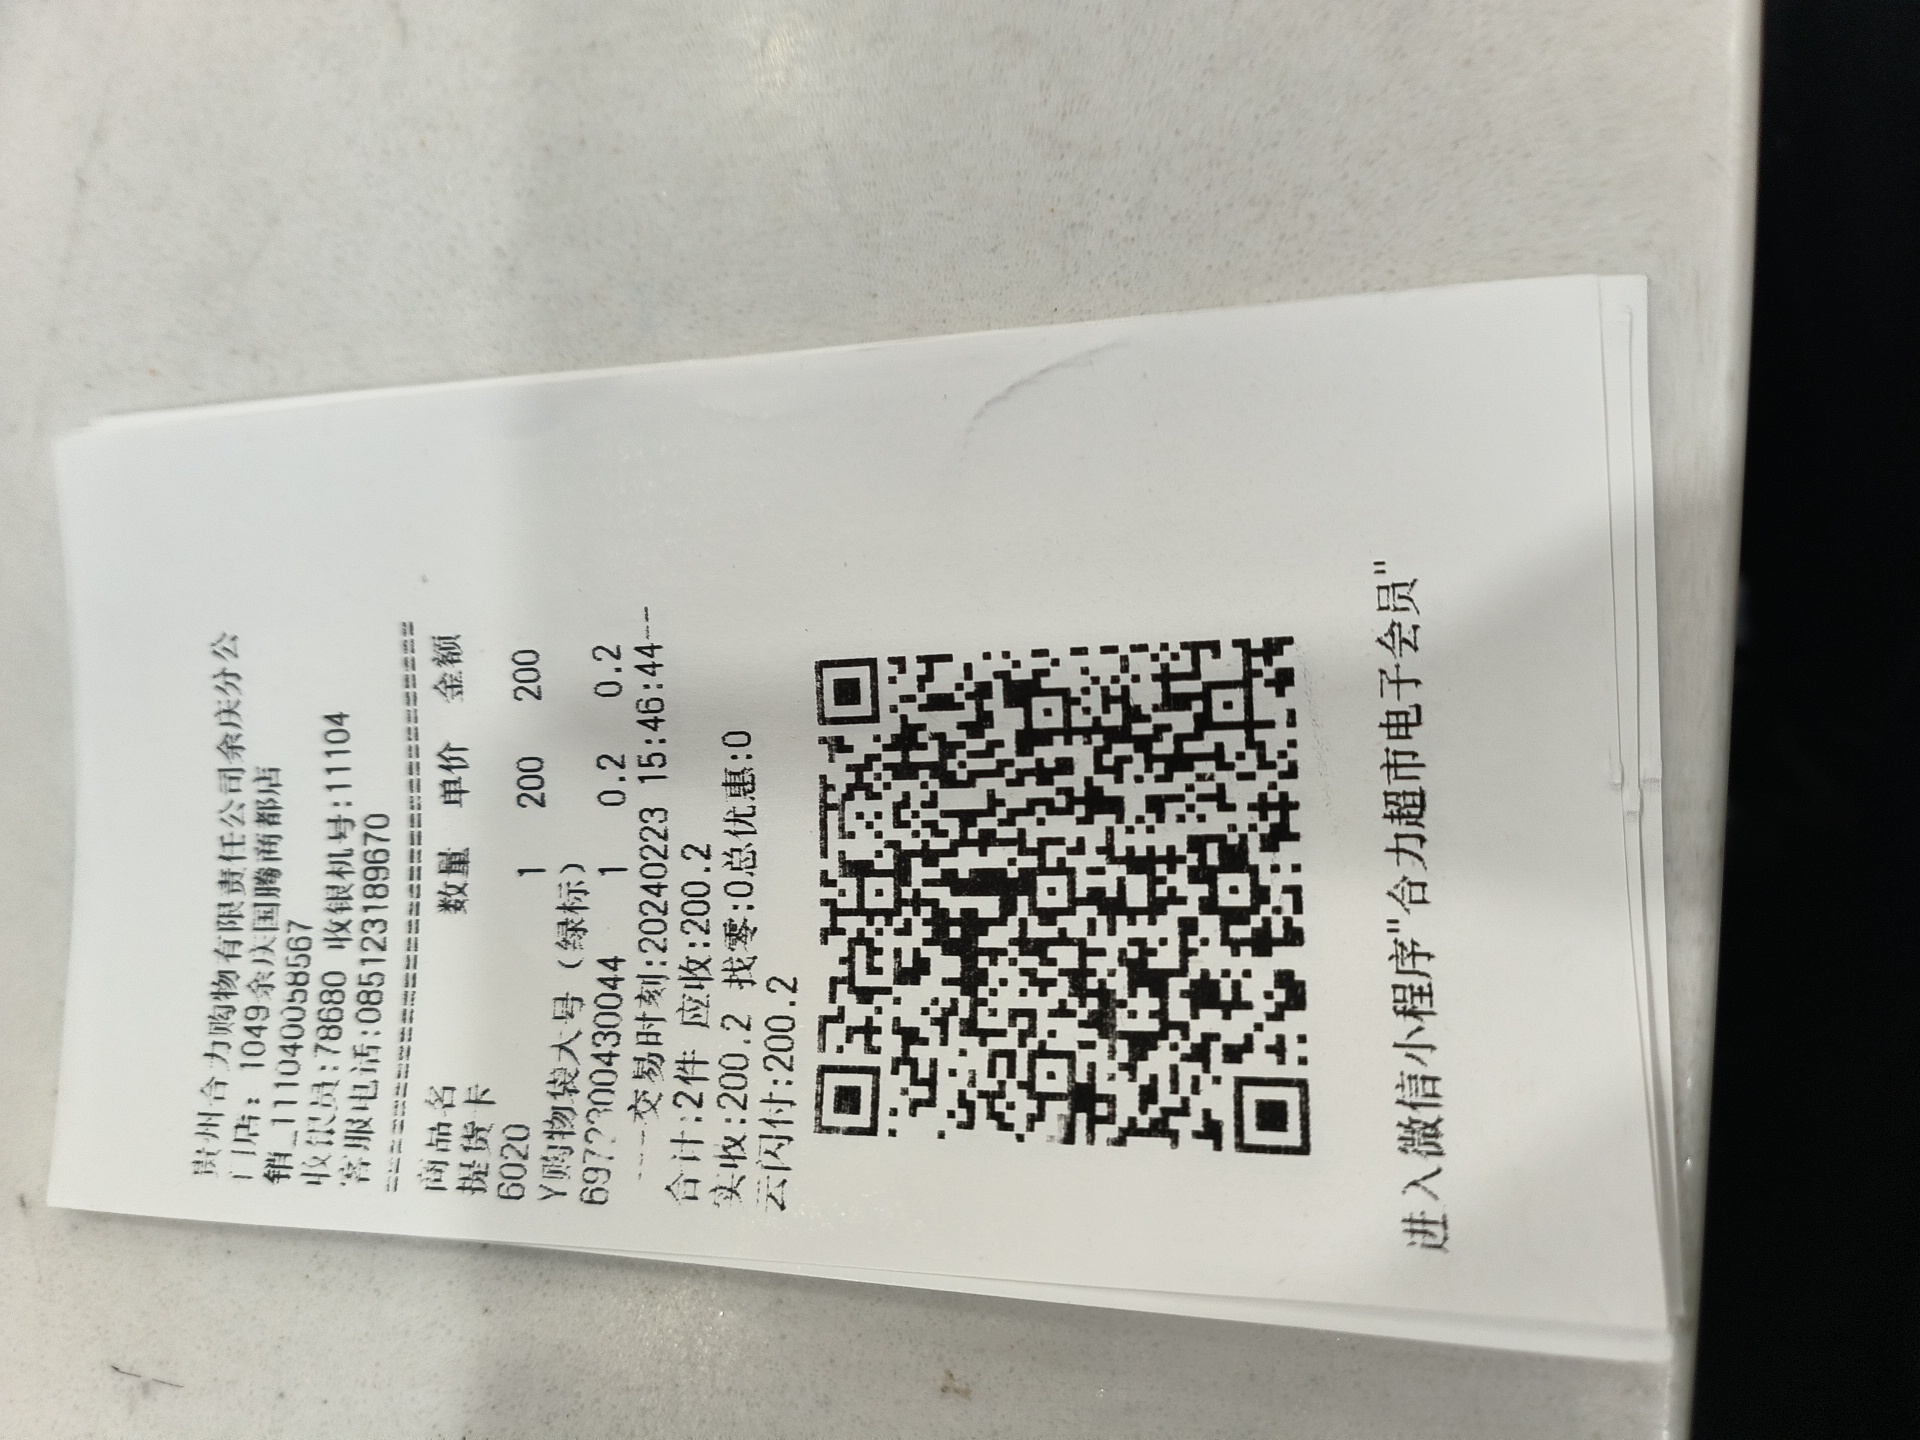 贵州合力购物有限责任公司余庆分公
门店: 1049余庆国腾商都店
销_111040058567
收银员:78680 收银机号:11104
客服电话:085123189670
================================
商品名 数量 单价 金额
提货卡
6020 1 200 200
Y购物袋大号（绿标）
6972300430044 1 0.2 0.2
----交易时刻:20240223 15:46:44--
合计:2件 应收:200.2
实收:200.2 找零:0总优惠:0
云闪付:200.2
进入微信小程序"合力超市电子会员"